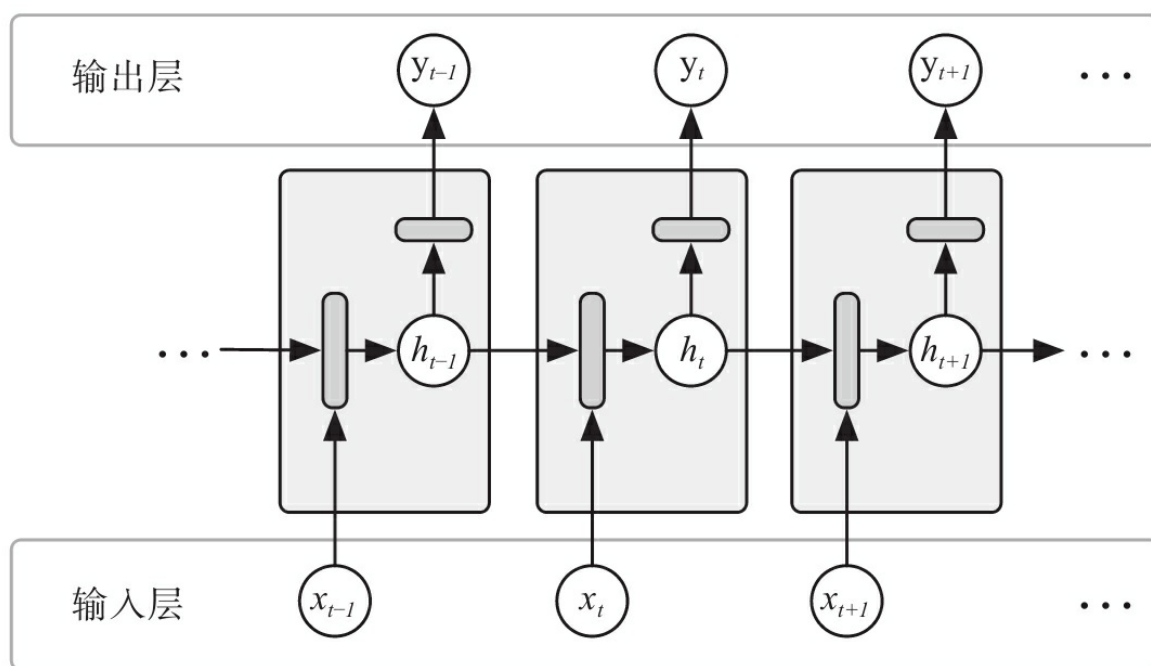 输出层 y_{t-1} y_t y_{t+1} ...
... h_{t-1} h_t h_{t+1} ...
输入层 x_{t-1} x_t x_{t+1} ...